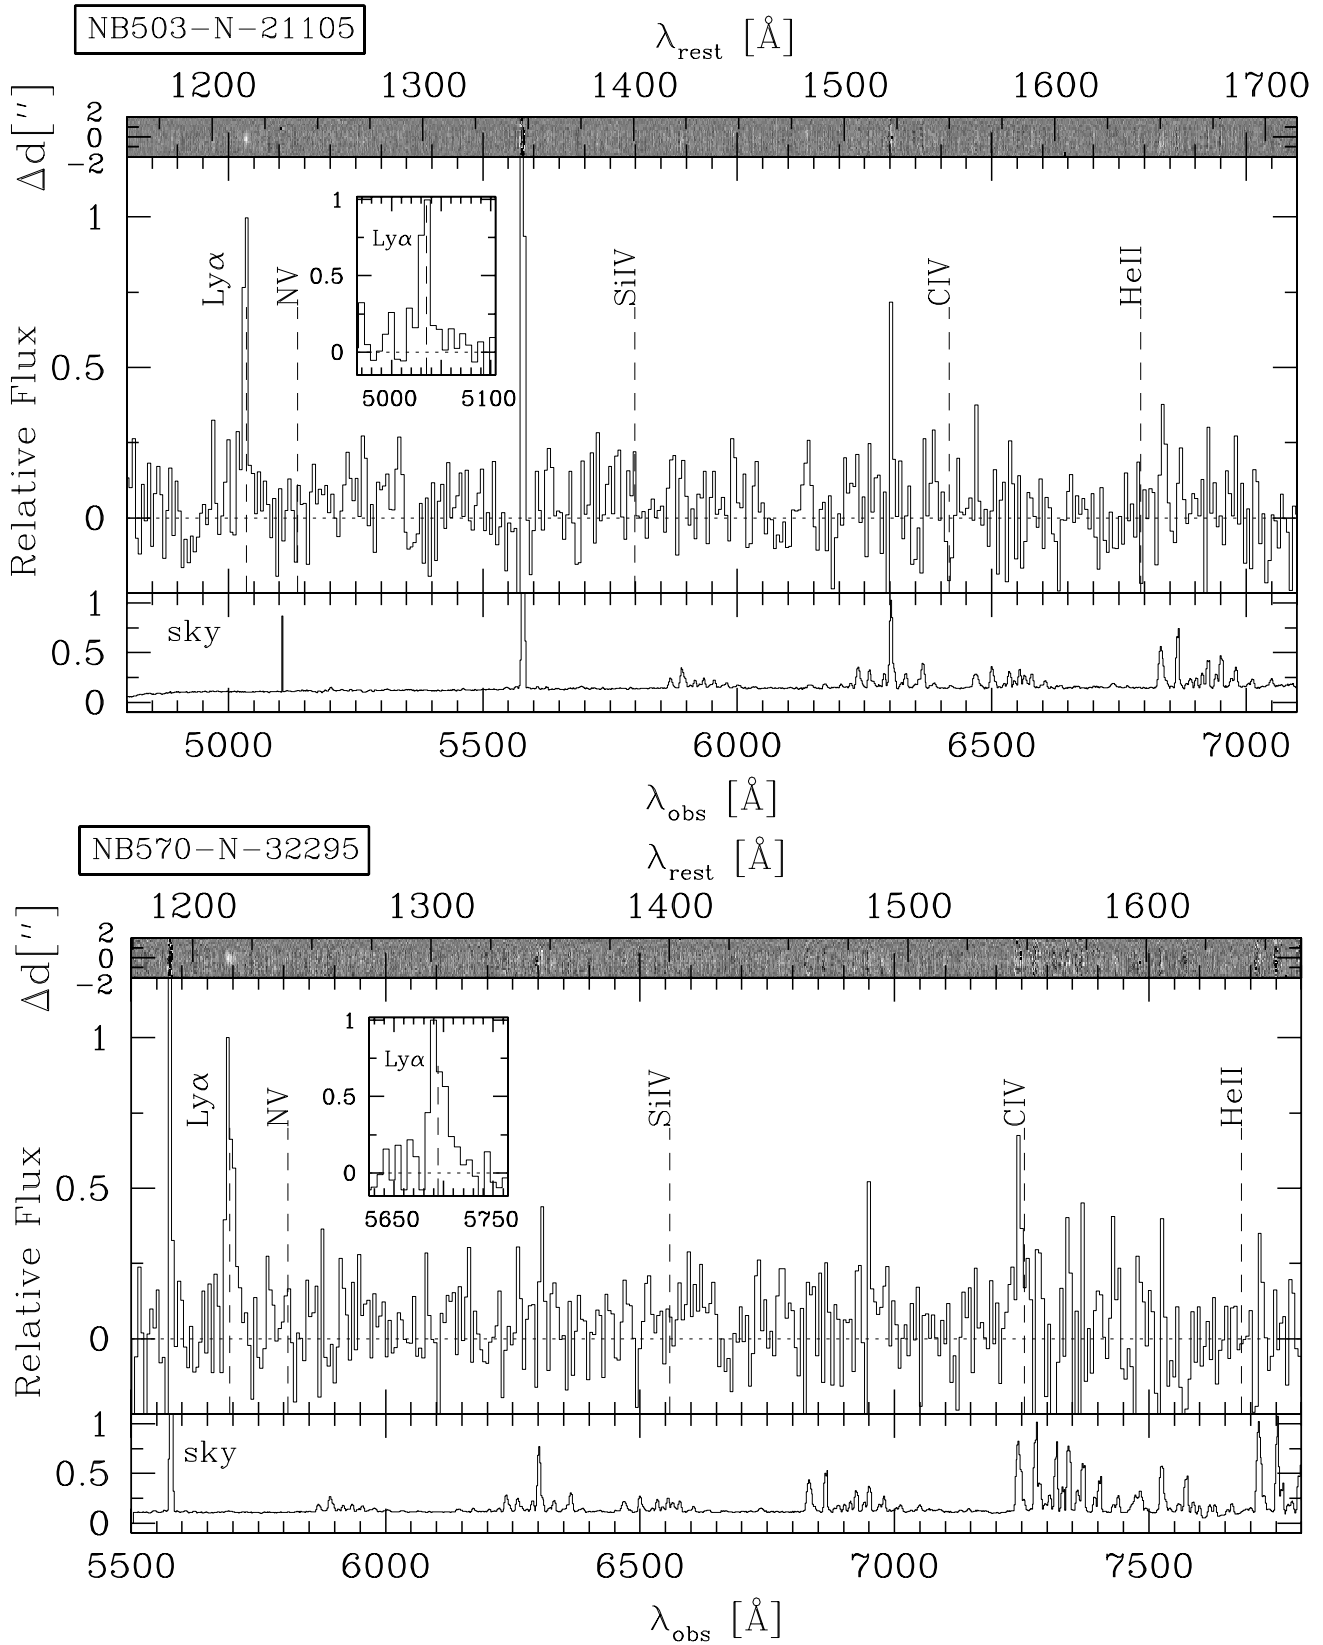 NB503-N-21105
λrest [Å]
1200 1300 1400 1500 1600 1700
Δd["]
2
0
-2
Relative Flux
1
0.5
0
Lyα
NV
SiIV
CIV
HeII
1
Lyα
0.5
0
5000 5100
sky
1
0.5
0
5000 5500 6000 6500 7000
λobs [Å]
NB570-N-32295
λrest [Å]
1200 1300 1400 1500 1600
Δd["]
2
0
-2
Relative Flux
1
0.5
0
Lyα
NV
SiIV
CIV
HeII
1
Lyα
0.5
0
5650 5750
sky
1
0.5
0
5500 6000 6500 7000 7500
λobs [Å]